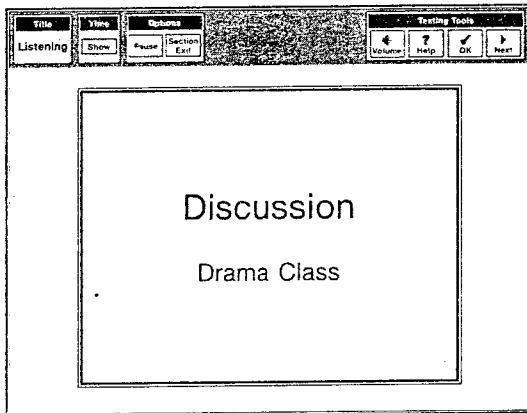 Title Time Options Testing Tools
Listening Show Pause Section Exit Volume ? Help OK Next
Discussion
Drama Class